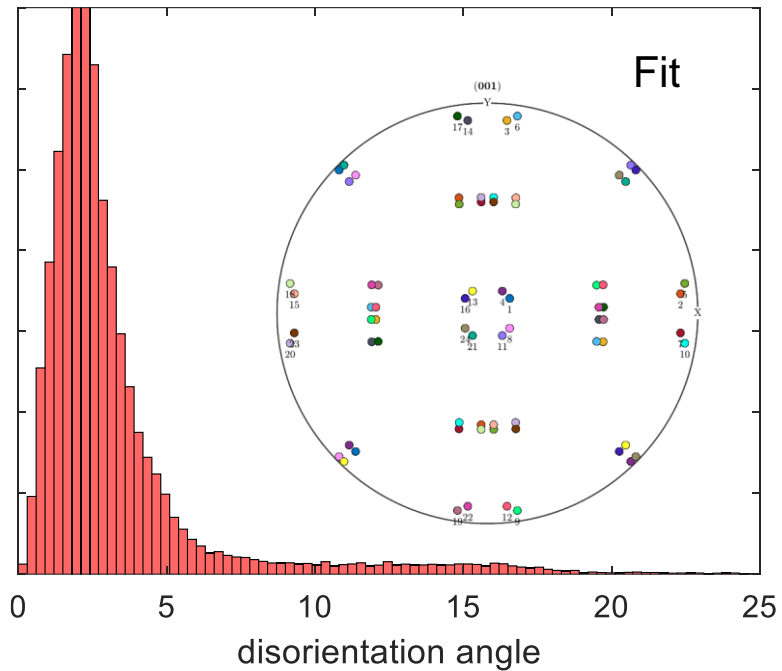 Fit
(001)
Y
17 14 3 6
18 13 4 5
15 16 1 2 X
23 24 8 7
20 21 11 10
19 22 12 9
0 5 10 15 20 25
disorientation angle